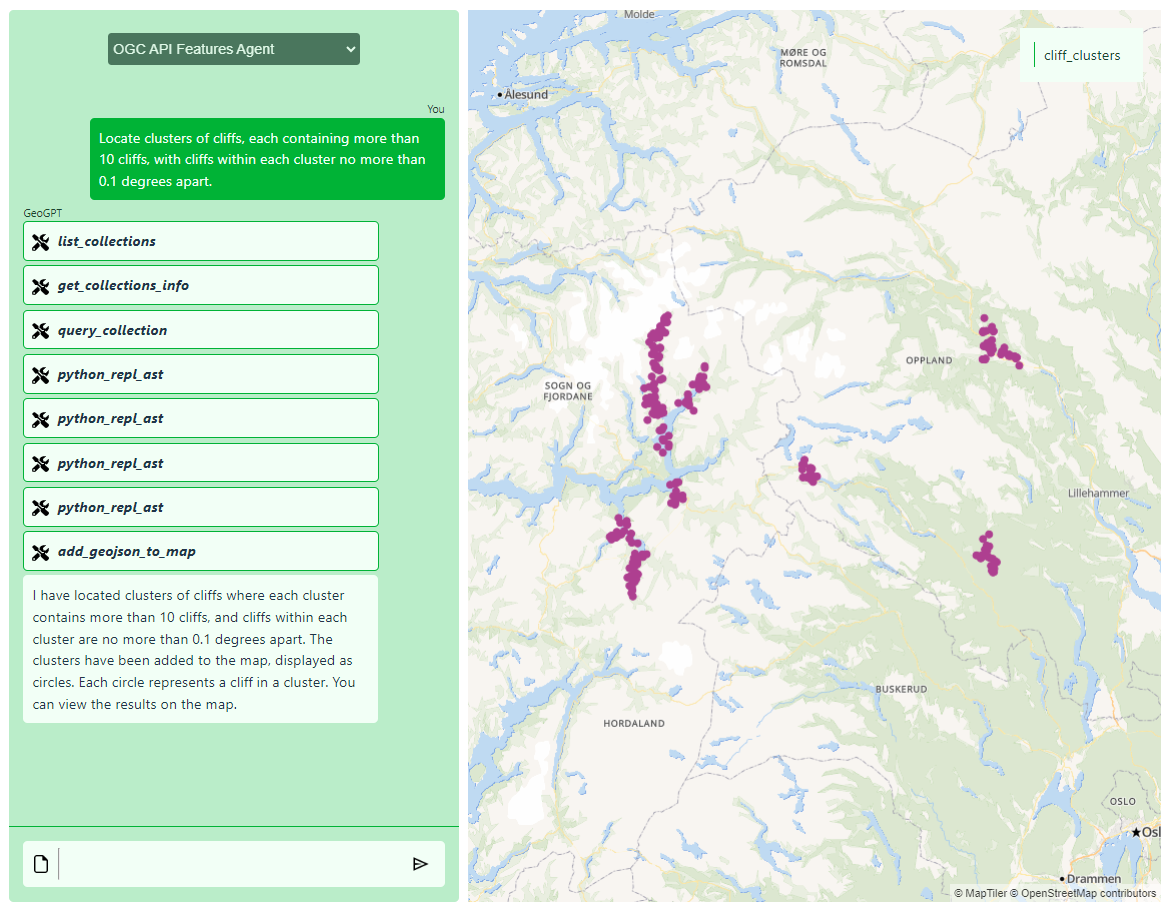 OGC API Features Agent
You
Locate clusters of cliffs, each containing more than
10 cliffs, with cliffs within each cluster no more than
0.1 degrees apart.
GeoGPT
list_collections
get_collections_info
query_collection
python_repl_ast
python_repl_ast
python_repl_ast
python_repl_ast
add_geojson_to_map
I have located clusters of cliffs where each cluster
contains more than 10 cliffs, and cliffs within each
cluster are no more than 0.1 degrees apart. The
clusters have been added to the map, displayed as
circles. Each circle represents a cliff in a cluster. You
can view the results on the map.
Molde
MØRE OG
ROMSDAL
cliff_clusters
Ålesund
OPPLAND
SOGN OG
FJORDANE
Lillehammer
BUSKERUD
HORDALAND
OSLO
Osl
Drammen
© MapTiler © OpenStreetMap contributors